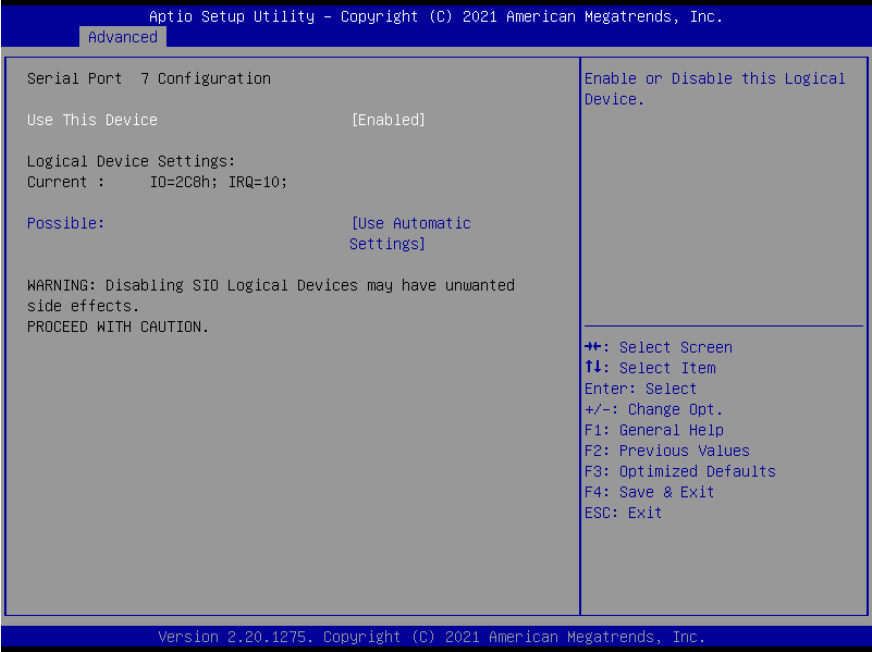 Aptio Setup Utility – Copyright (C) 2021 American Megatrends, Inc.
Advanced
Serial Port 7 Configuration
Use This Device [Enabled]
Logical Device Settings:
Current : IO=2C8h; IRQ=10;
Possible: [Use Automatic
Settings]
WARNING: Disabling SIO Logical Devices may have unwanted
side effects.
PROCEED WITH CAUTION.
Enable or Disable this Logical
Device.
→←: Select Screen
↑↓: Select Item
Enter: Select
+/-: Change Opt.
F1: General Help
F2: Previous Values
F3: Optimized Defaults
F4: Save & Exit
ESC: Exit
Version 2.20.1275. Copyright (C) 2021 American Megatrends, Inc.